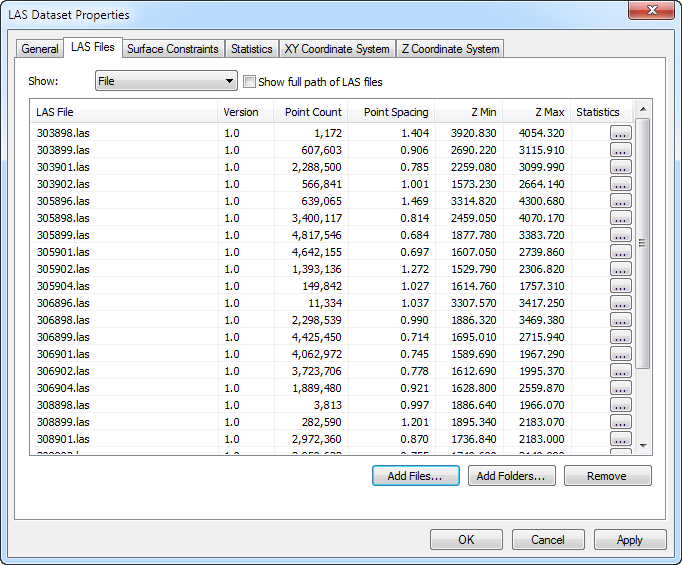 LAS Dataset Properties
General LAS Files Surface Constraints Statistics XY Coordinate System Z Coordinate System
Show: File Show full path of LAS files
LAS File Version Point Count Point Spacing Z Min Z Max Statistics
303898.las 1.0 1,172 1.404 3920.830 4054.320 ...
303899.las 1.0 607,603 0.906 2690.220 3115.910 ...
303901.las 1.0 2,288,500 0.785 2259.080 3099.990 ...
303902.las 1.0 566,841 1.001 1573.230 2664.140 ...
305896.las 1.0 639,065 1.469 3314.820 4300.680 ...
305898.las 1.0 3,400,117 0.814 2459.050 4070.170 ...
305899.las 1.0 4,817,546 0.684 1877.780 3383.720 ...
305901.las 1.0 4,642,155 0.697 1607.050 2739.860 ...
305902.las 1.0 1,393,136 1.272 1529.790 2306.820 ...
305904.las 1.0 149,842 1.027 1614.760 1757.310 ...
306896.las 1.0 11,334 1.037 3307.570 3417.250 ...
306898.las 1.0 2,298,539 0.990 1886.320 3469.380 ...
306899.las 1.0 4,425,450 0.714 1695.010 2715.940 ...
306901.las 1.0 4,062,972 0.745 1589.690 1967.290 ...
306902.las 1.0 3,723,706 0.778 1612.690 1995.370 ...
306904.las 1.0 1,889,480 0.921 1628.800 2559.870 ...
308898.las 1.0 3,813 0.997 1886.640 1966.070 ...
308899.las 1.0 282,590 1.201 1895.340 2183.070 ...
308901.las 1.0 2,972,360 0.870 1736.840 2183.000 ...
Add Files... Add Folders... Remove
OK Cancel Apply